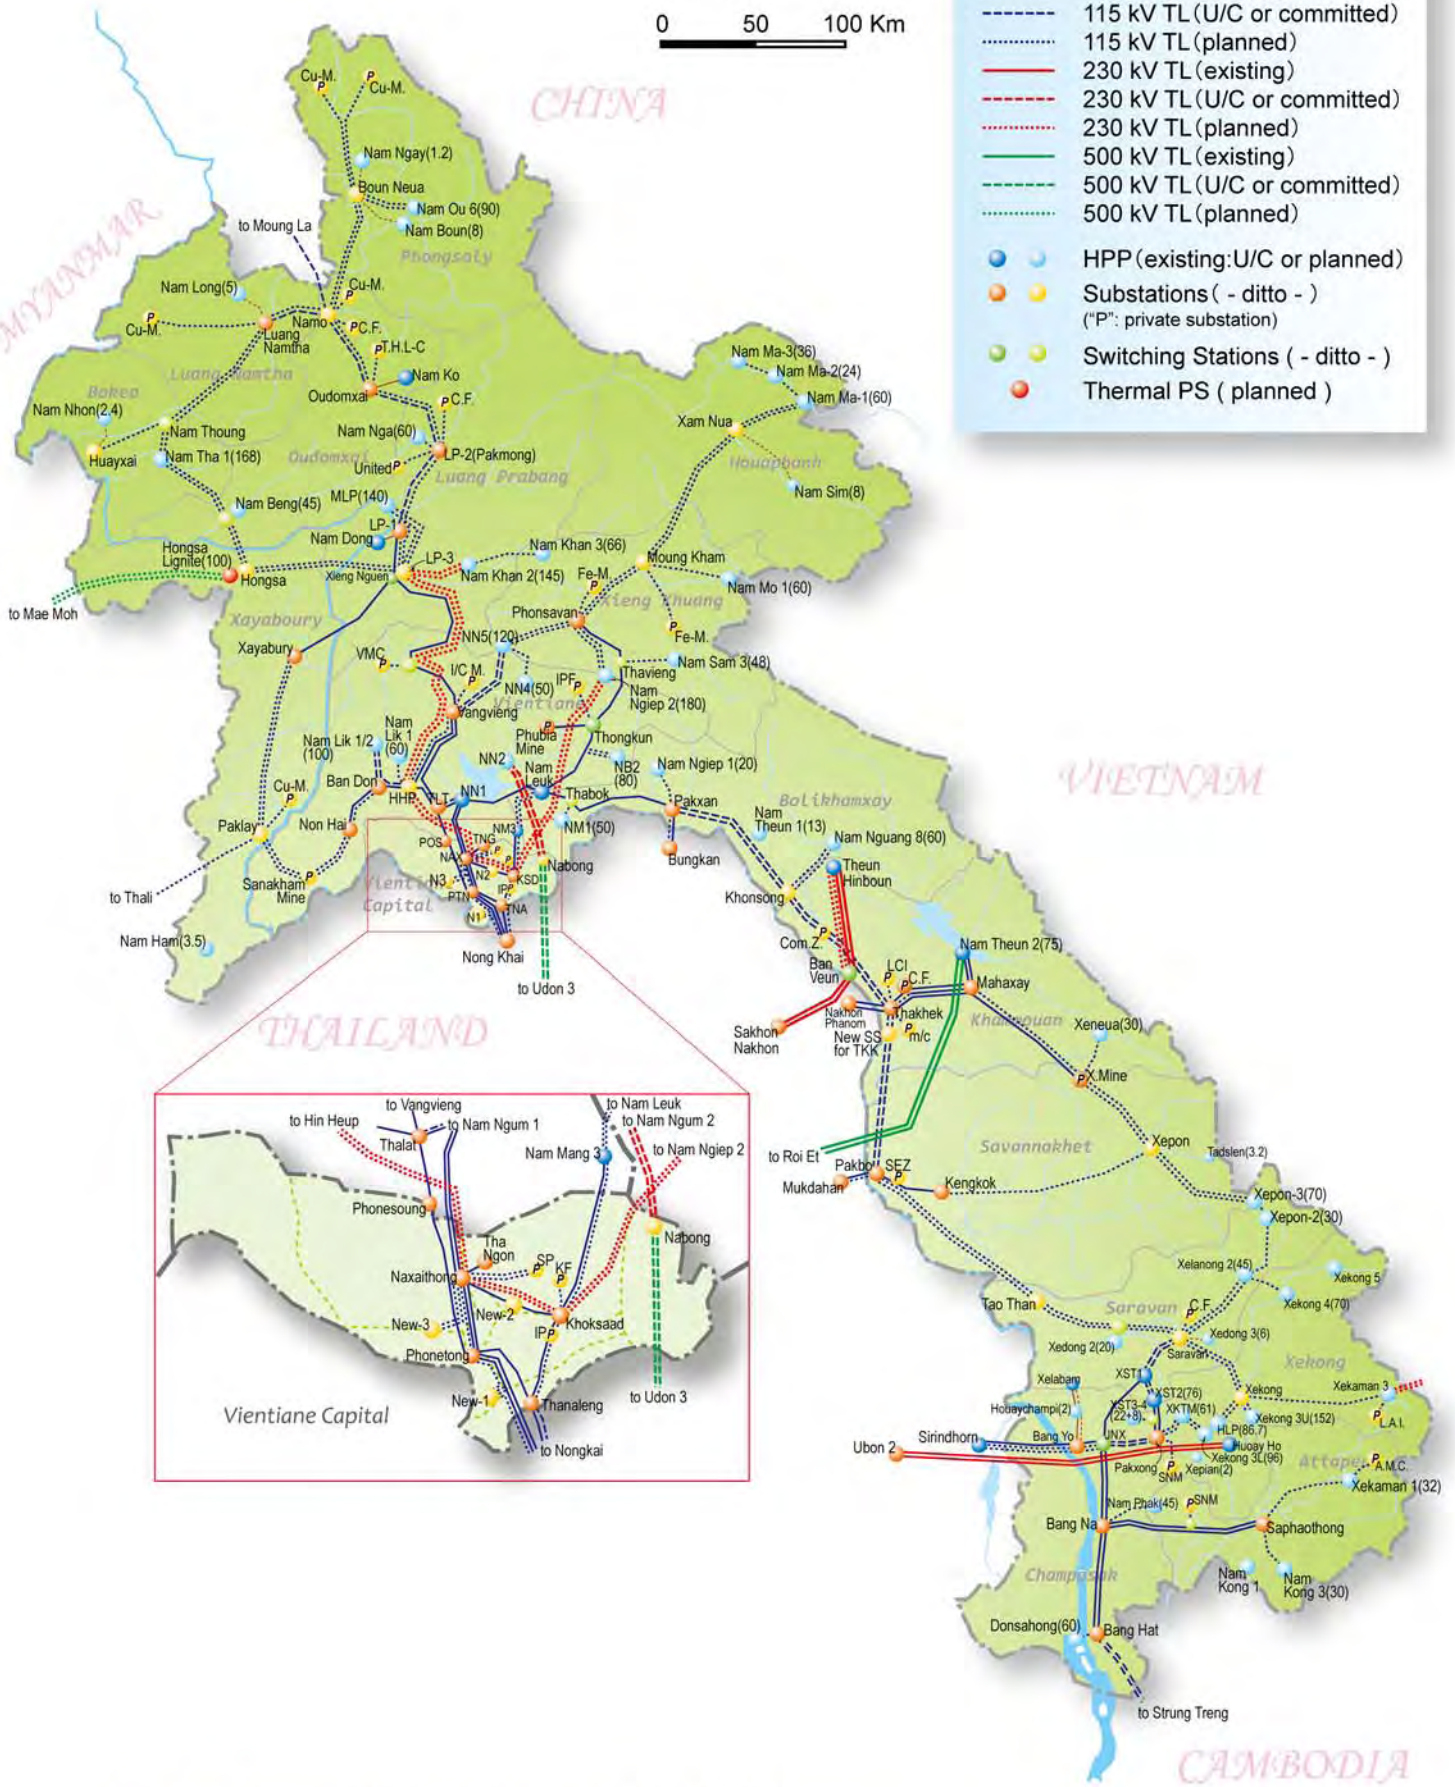 0 50 100 Km
115 kV TL (U/C or committed)
115 kV TL (planned)
230 kV TL (existing)
230 kV TL (U/C or committed)
230 kV TL (planned)
500 kV TL (existing)
500 kV TL (U/C or committed)
500 kV TL (planned)
HPP (existing:U/C or planned)
Substations ( - ditto - )
("P": private substation)
Switching Stations ( - ditto - )
Thermal PS ( planned )
CHINA
MYANMAR
VIETNAM
THAILAND
CAMBODIA
Cu-M.
P
P
Cu-M.
Nam Ngay(1.2)
Boun Neua
Nam Ou 6(90)
Nam Boun(8)
Phongsaly
to Moung La
Nam Long(5)
P
Cu-M.
Cu-M.
P
Namo
P C.F.
Luang
Namtha
P T.H.L-C
Luang Namtha
Bokeo
Nam Ko
Oudomxai
P C.F.
Nam Nhon(2.4)
Nam Thoung
Nam Nga(60)
Huayxai
Nam Tha 1(168)
Oudomxai
United P
LP-2(Pakmong)
Luang Prabang
Nam Ma-3(36)
Nam Ma-2(24)
Nam Ma-1(60)
Xam Nua
Houapbanh
Nam Sim(8)
Nam Beng(45)
MLP(140)
LP-1
Nam Dong
Hongsa
Lignite(100)
Hongsa
LP-3
Xieng Nguen
Nam Khan 3(66)
Nam Khan 2(145)
Moung Kham
Fe-M.
P
Nam Mo 1(60)
to Mae Moh
Xayaboury
Xieng Khuang
Phonsavan
P
Fe-M.
Xayabury
VMC
P
NN5(120)
I/C M.
P
NN4(50)
IPF
P
Thavieng
Nam Sam 3(48)
Nam
Ngiep 2(180)
Vientiane
Vangvieng
P
Phubia
Mine
Thongkun
Nam Lik 1/2
(100)
Nam
Lik 1
(60)
NN2
Nam
Leuk
NB2
(80)
Nam Ngiep 1(20)
Ban Don
HHP
TLT
NN1
Thabok
Pakxan
Bolikhamxay
Cu-M.
P
Paklay
Non Hai
POS
TNG
NM3
NM1(50)
Bungkan
Nam
Theun 1(13)
Nam Nguang 8(60)
Theun
Hinboun
NAX
P
P
Nabong
to Thali
Sanakham
Mine
P
Vientiane
Capital
N3
N2
KSD
PTN
IP P
N1
TNA
Khonsong
Nam Ham(3.5)
Nong Khai
to Udon 3
Com.Z.
P
Ban
Veun
LCI
P
P C.F.
Nam Theun 2(75)
Mahaxay
Nakhon
Phanom
Thakhek
Khammouan
Sakhon
Nakhon
New SS
for TKK
P
m/c
Xeneua(30)
P X.Mine
Savannakhet
Xepon
Tadslen(3.2)
to Roi Et
Pakbo
SEZ
P
Mukdahan
Kengkok
Xepon-3(70)
Xepon-2(30)
Xelanong 2(45)
Xekong 5
Xekong 4(70)
Tao Than
Saravan
C.F.
P
Xedong 2(20)
Xedong 3(6)
Saravan
Xekong
Xelabam
XST1
XST2(76)
Xekong
Xekaman 3
Houaychampi(2)
XST3-4
(22+8)
XKTM(61)
Xekong 3U(152)
P
L.A.I.
HLP(86.7)
Sirindhorn
Bang Yo
JNX
Huoay Ho
Ubon 2
Xekong 3L(96)
Pakxong
P
SNM
Xepian(2)
Attapeu
P
A.M.C.
Xekaman 1(32)
Nam Phak(45)
P SNM
Bang Na
Saphaothong
Champasak
Nam
Kong 1
Nam
Kong 3(30)
Donsahong(60)
Bang Hat
to Strung Treng
to Vangvieng
to Hin Heup
to Nam Ngum 1
Thalat
to Nam Leuk
to Nam Ngum 2
Nam Mang 3
to Nam Ngiep 2
Phonesoung
Nabong
Tha
Ngon
SP
P
KF
P
Naxaithong
New-2
New-3
Khoksaad
IP P
Phonetong
New-1
Thanaleng
to Udon 3
Vientiane Capital
to Nongkai